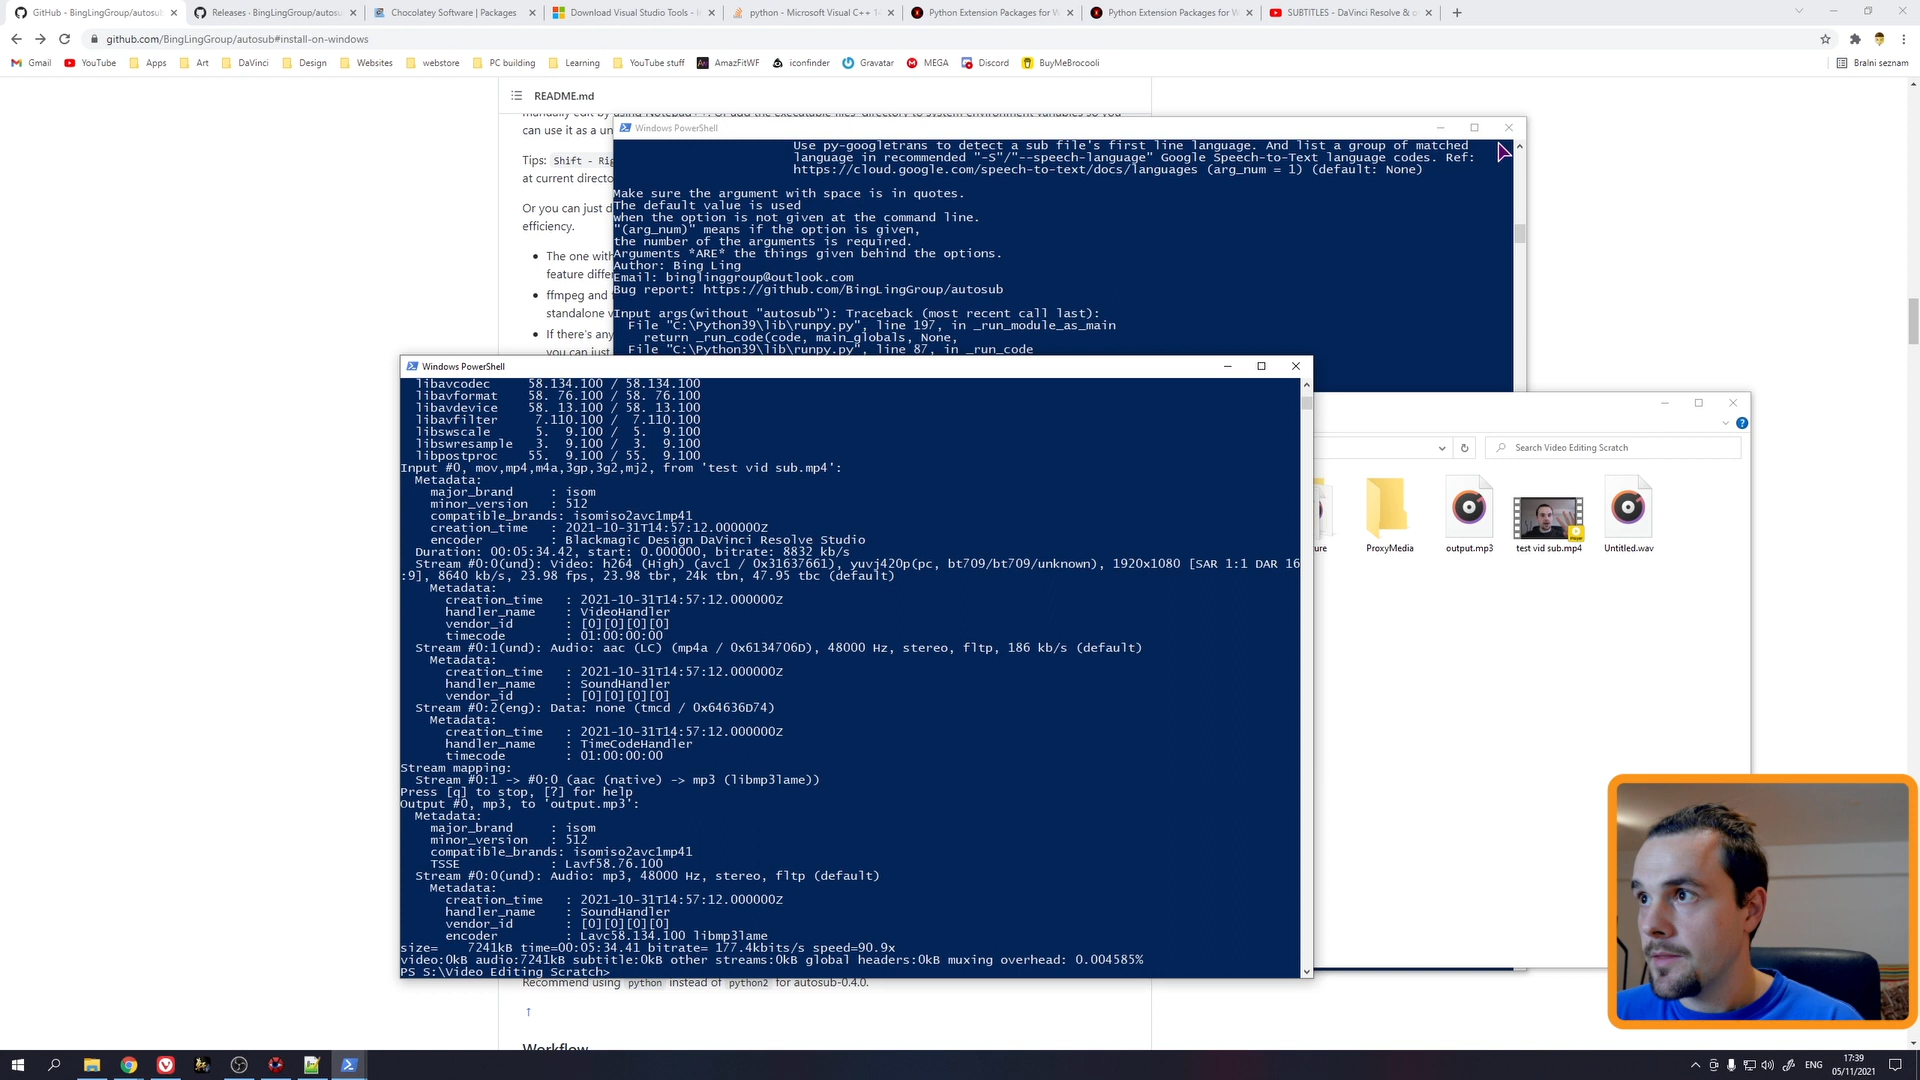 GitHub - BingLingGroup/autosub
Releases · BingLingGroup/autosu
Chocolatey Software | Packages
Download Visual Studio Tools - I
python - Microsoft Visual C++ 14
Python Extension Packages for W
Python Extension Packages for W
SUBTITLES - DaVinci Resolve & o
github.com/BingLingGroup/autosub#install-on-windows
Gmail
YouTube
Apps
Art
DaVinci
Design
Websites
webstore
PC building
Learning
YouTube stuff
AmazFitWF
iconfinder
Gravatar
MEGA
Discord
BuyMeBrocoli
Bralni seznam
README.md
can use it as a un
Tips: Shift - Rig
at current directo
Or you can just d
efficiency.
The one with
feature differ
ffmpeg and f
standalone v
If there's any
you can just
Windows PowerShell
Use py-googletrans to detect a sub file's first line language. And list a group of matched
language in recommended "-S"/"--speech-language" Google Speech-to-Text language codes. Ref:
https://cloud.google.com/speech-to-text/docs/languages (arg_num = 1) (default: None)
Make sure the argument with space is in quotes.
The default value is used
when the option is not given at the command line.
"(arg_num)" means if the option is given,
the number of the arguments is required.
Arguments *ARE* the things given behind the options.
Author: Bing Ling
Email: binglinggroup@outlook.com
Bug report: https://github.com/BingLingGroup/autosub
Input args(without "autosub"): Traceback (most recent call last):
File "C:\Python39\lib\runpy.py", line 197, in _run_module_as_main
return _run_code(code, main_globals, None,
File "C:\Python39\lib\runpy.py", line 87, in _run_code
Windows PowerShell
libavcodec 58.134.100 / 58.134.100
libavformat 58. 76.100 / 58. 76.100
libavdevice 58. 13.100 / 58. 13.100
libavfilter 7.110.100 / 7.110.100
libswscale 5. 9.100 / 5. 9.100
libswresample 3. 9.100 / 3. 9.100
libpostproc 55. 9.100 / 55. 9.100
Input #0, mov,mp4,m4a,3gp,3g2,mj2, from 'test vid sub.mp4':
Metadata:
major_brand : isom
minor_version : 512
compatible_brands: isomiso2avc1mp41
creation_time : 2021-10-31T14:57:12.000000Z
encoder : Blackmagic Design DaVinci Resolve Studio
Duration: 00:05:34.42, start: 0.000000, bitrate: 8832 kb/s
Stream #0:0(und): Video: h264 (High) (avc1 / 0x31637661), yuvj420p(pc, bt709/bt709/unknown), 1920x1080 [SAR 1:1 DAR 16
:9], 8640 kb/s, 23.98 fps, 23.98 tbr, 24k tbn, 47.95 tbc (default)
Metadata:
creation_time : 2021-10-31T14:57:12.000000Z
handler_name : VideoHandler
vendor_id : [0][0][0][0]
timecode : 01:00:00:00
Stream #0:1(und): Audio: aac (LC) (mp4a / 0x6134706D), 48000 Hz, stereo, fltp, 186 kb/s (default)
Metadata:
creation_time : 2021-10-31T14:57:12.000000Z
handler_name : SoundHandler
vendor_id : [0][0][0][0]
Stream #0:2(eng): Data: none (tmcd / 0x64636D74)
Metadata:
creation_time : 2021-10-31T14:57:12.000000Z
handler_name : TimeCodeHandler
timecode : 01:00:00:00
Stream mapping:
Stream #0:1 -> #0:0 (aac (native) -> mp3 (libmp3lame))
Press [q] to stop, [?] for help
Output #0, mp3, to 'output.mp3':
Metadata:
major_brand : isom
minor_version : 512
compatible_brands: isomiso2avc1mp41
TSSE : Lavf58.76.100
Stream #0:0(und): Audio: mp3, 48000 Hz, stereo, fltp (default)
Metadata:
creation_time : 2021-10-31T14:57:12.000000Z
handler_name : SoundHandler
vendor_id : [0][0][0][0]
encoder : Lavc58.134.100 libmp3lame
size= 7241kB time=00:05:34.41 bitrate= 177.4kbits/s speed=90.9x
video:0kB audio:7241kB subtitle:0kB other streams:0kB global headers:0kB muxing overhead: 0.004585%
PS S:\Video Editing Scratch>
Search Video Editing Scratch
ure
ProxyMedia
output.mp3
test vid sub.mp4
Untitled.wav
Recommend using python instead of python2 for autosub-0.4.0.
↑
Workflow
ENG
17:39
05/11/2021